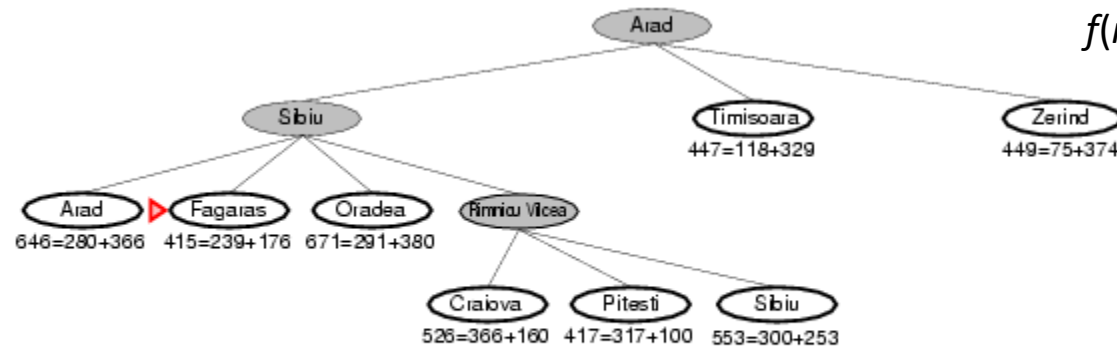 Arad
f(
Sibiu
Timisoara
Zerind
447=118+329
449=75+374
Arad
Fagaras
Oradea
Rimnicu Vilcea
646=280+366
415=239+176
671=291+380
Craiova
Pitesti
Sibiu
526=366+160
417=317+100
553=300+253